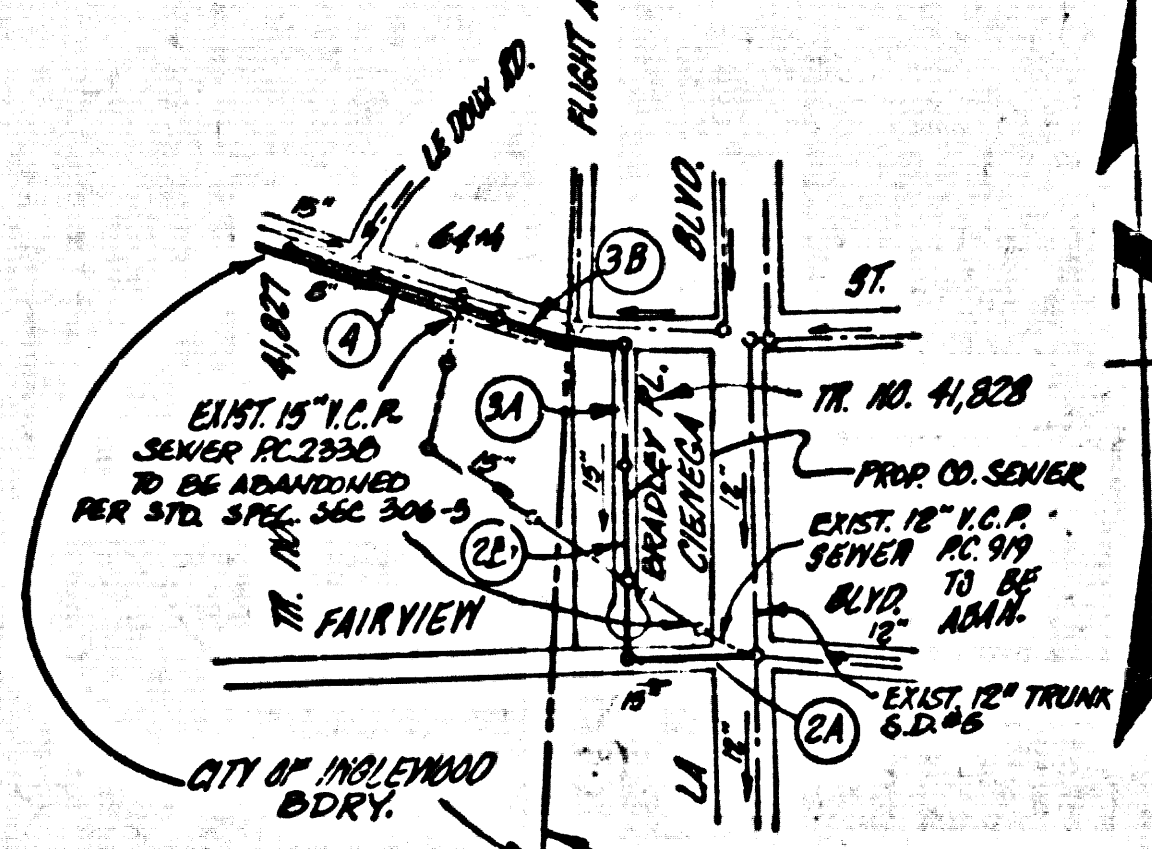 FLIGHT
LE DOUX RD.
BLVD.
15"
64TH
3B
ST.
8"
4
TR. NO. 41,827
3A
BRADLEY PL.
TR. NO. 41,828
EXIST. 15" V.C.P.
SEWER P.C. 2338
TO BE ABANDONED
PER STD. SPEC. SEC 306-5
15"
15"
LA CIENEGA
12"
PROP. CO. SEWER
EXIST. 12" V.C.P.
SEWER P.C. 919
TO BE
ABAN.
FAIRVIEW
BLVD.
12"
15"
12"
2A
EXIST. 12" TRUNK
S.D. #5
CITY OF INGLEWOOD
BDRY.